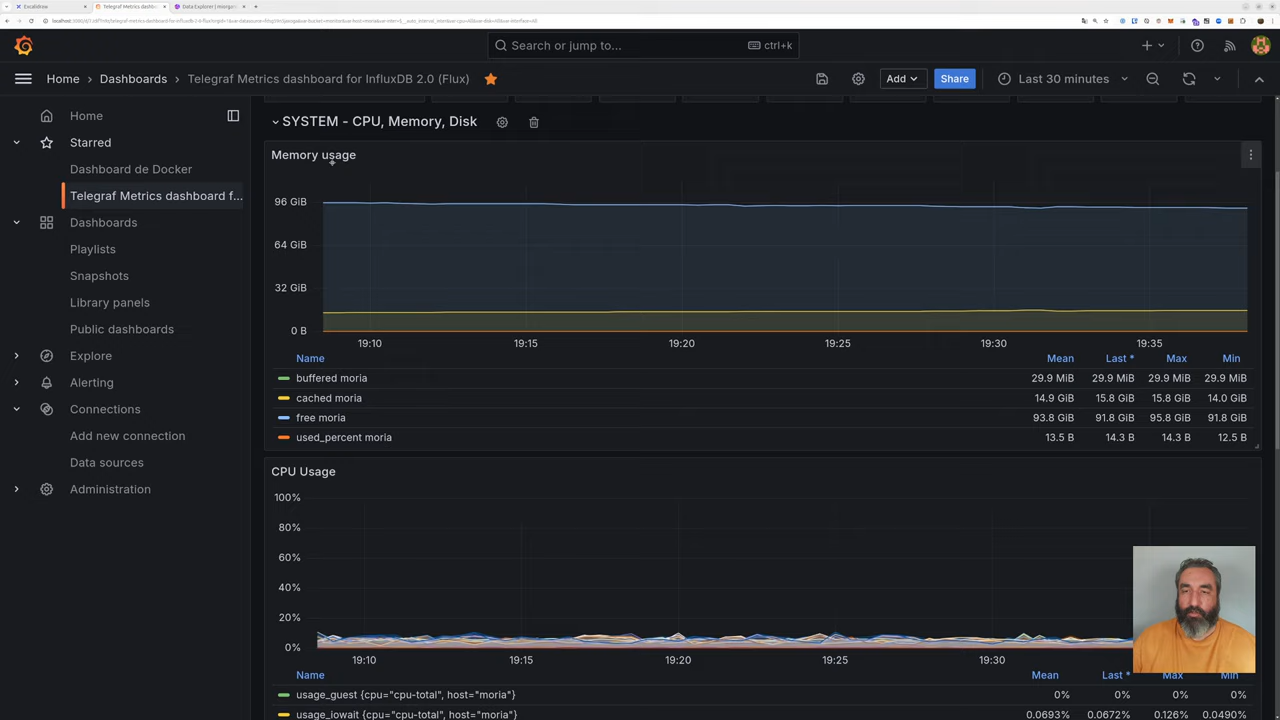 Excalidraw
Telegraf Metrics dashbo
Data Explorer | misiga
Search or jump to...
ctrl+k
Home
Dashboards
Telegraf Metrics dashboard for InfluxDB 2.0 (Flux)
Add
Share
Last 30 minutes
Home
Starred
Dashboard de Docker
Telegraf Metrics dashboard f...
Dashboards
Playlists
Snapshots
Library panels
Public dashboards
Explore
Alerting
Connections
Add new connection
Data sources
Administration
SYSTEM - CPU, Memory, Disk
Memory usage
96 GiB
64 GiB
32 GiB
0 B
19:10 19:15 19:20 19:25 19:30 19:35
Name Mean Last * Max Min
buffered moria 29.9 MiB 29.9 MiB 29.9 MiB 29.9 MiB
cached moria 14.9 GiB 15.8 GiB 15.8 GiB 14.0 GiB
free moria 93.8 GiB 91.8 GiB 95.8 GiB 91.8 GiB
used_percent moria 13.5 B 14.3 B 14.3 B 12.5 B
CPU Usage
100%
80%
60%
40%
20%
0%
19:10 19:15 19:20 19:25 19:30
Name Mean Last * Max Min
usage_guest {cpu="cpu-total", host="moria"} 0% 0% 0% 0%
usage_iowait {cpu="cpu-total", host="moria"} 0.0693% 0.0672% 0.126% 0.0490%